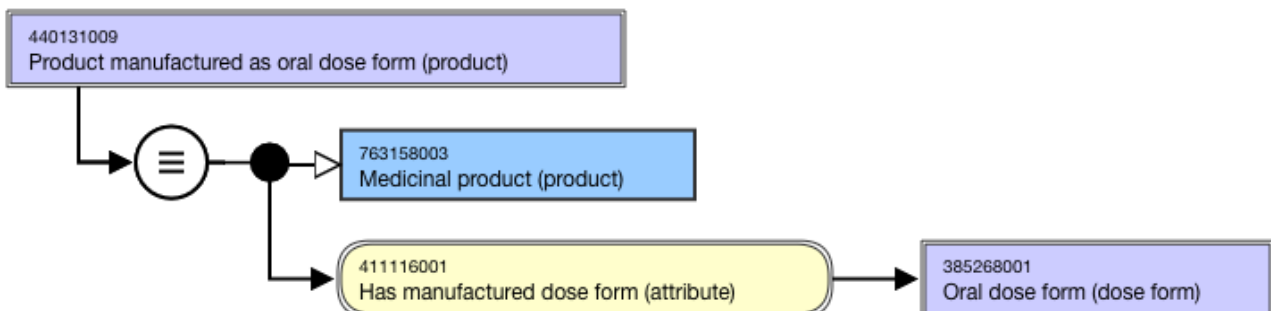 440131009
Product manufactured as oral dose form (product)
763158003
Medicinal product (product)
411116001
Has manufactured dose form (attribute)
385268001
Oral dose form (dose form)